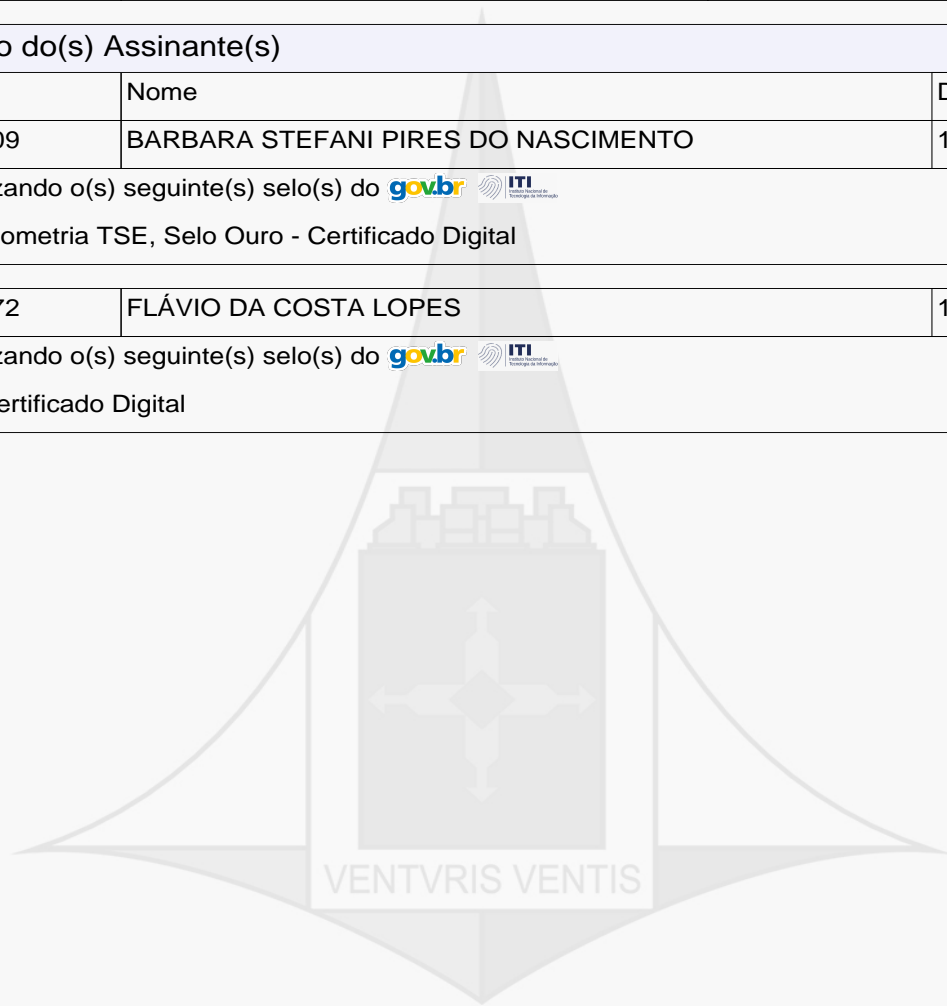 o do(s) Assinante(s)
Nome D
09 BARBARA STEFANI PIRES DO NASCIMENTO 1
zando o(s) seguinte(s) selo(s) do gov.br ITI
ometria TSE, Selo Ouro - Certificado Digital
72 FLÁVIO DA COSTA LOPES 1
zando o(s) seguinte(s) selo(s) do gov.br ITI
ertificado Digital
VENTVRIS VENTIS